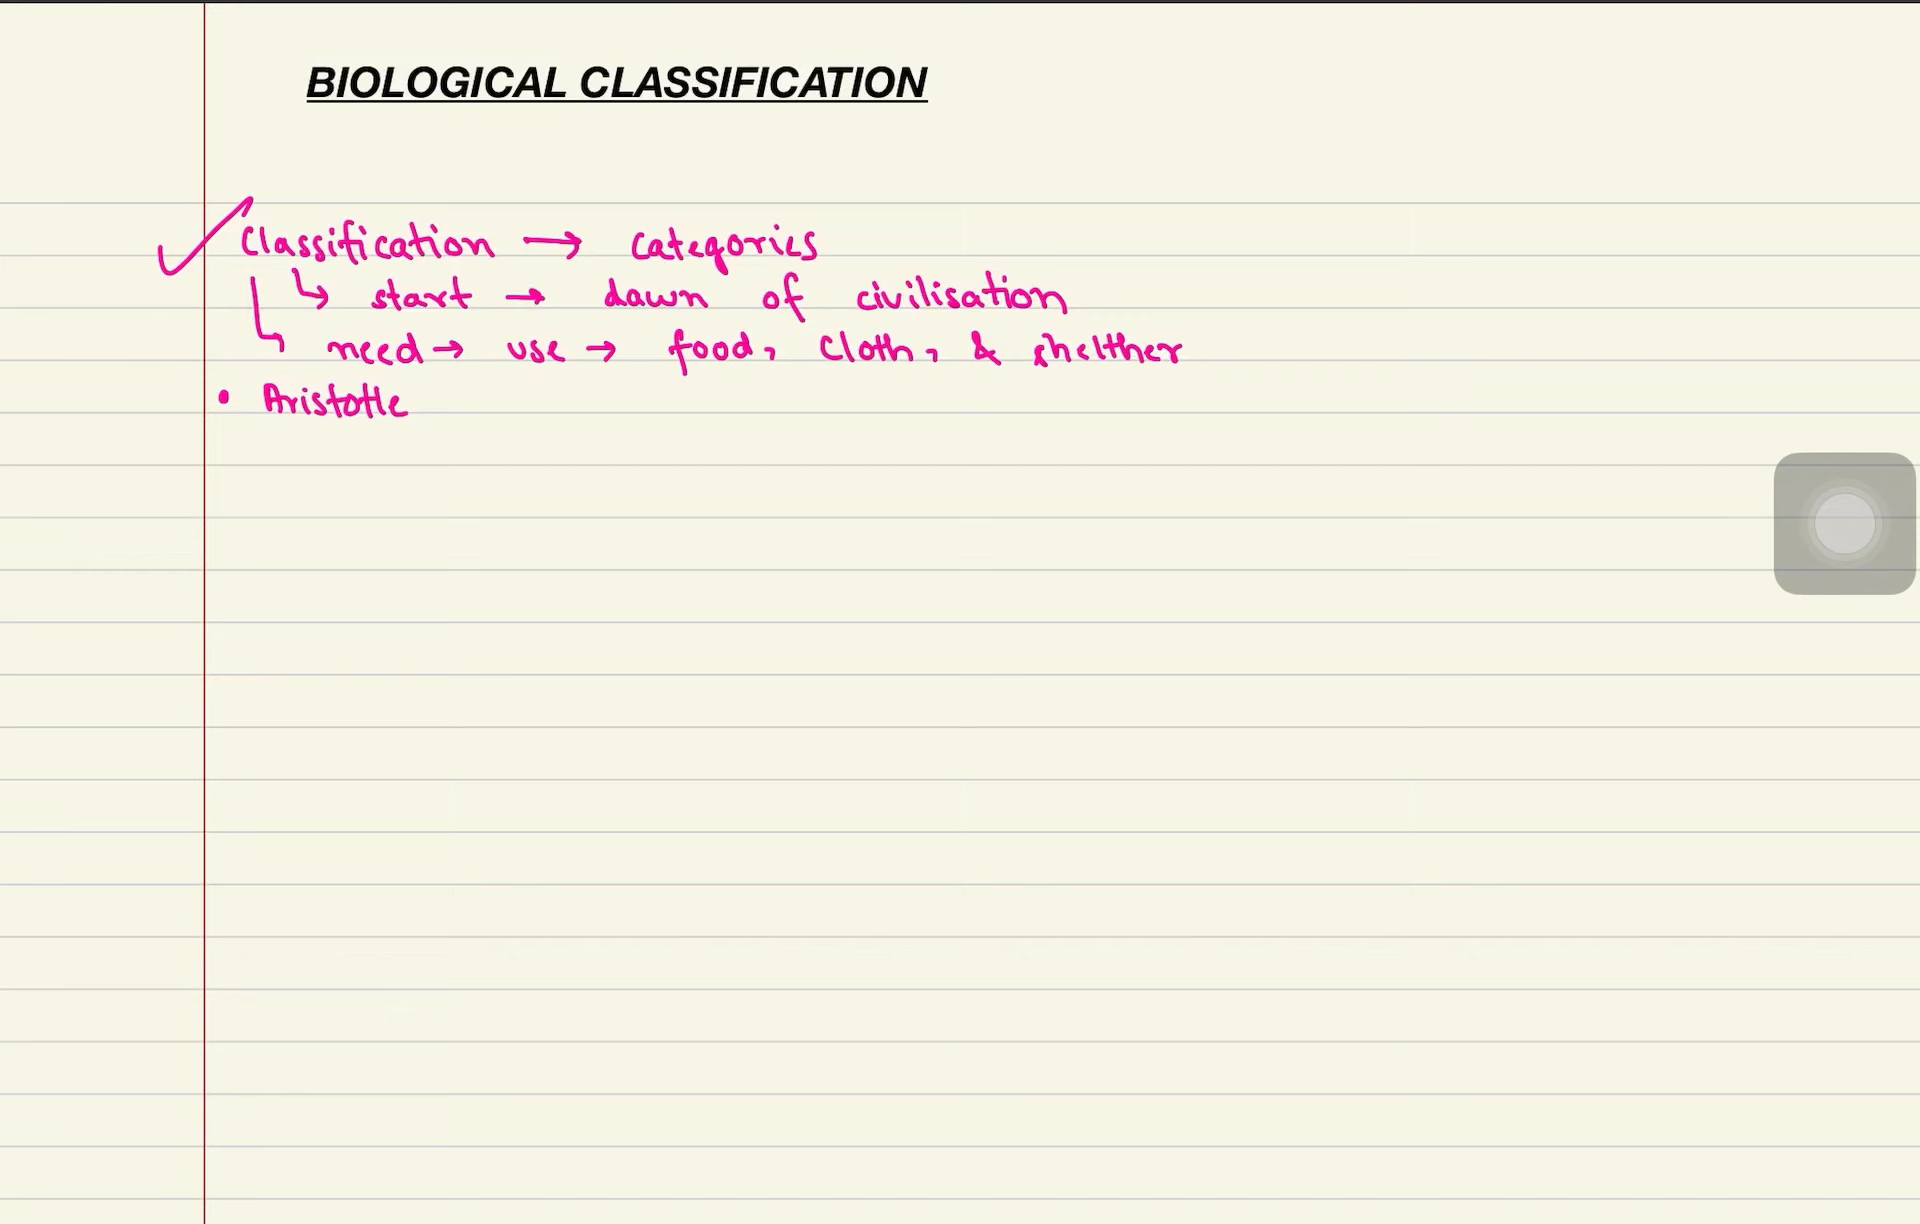 BIOLOGICAL CLASSIFICATION
Classification → Categories
↳ start → dawn of civilisation
↳ need → use → food, cloth, & shelther
• Aristotle